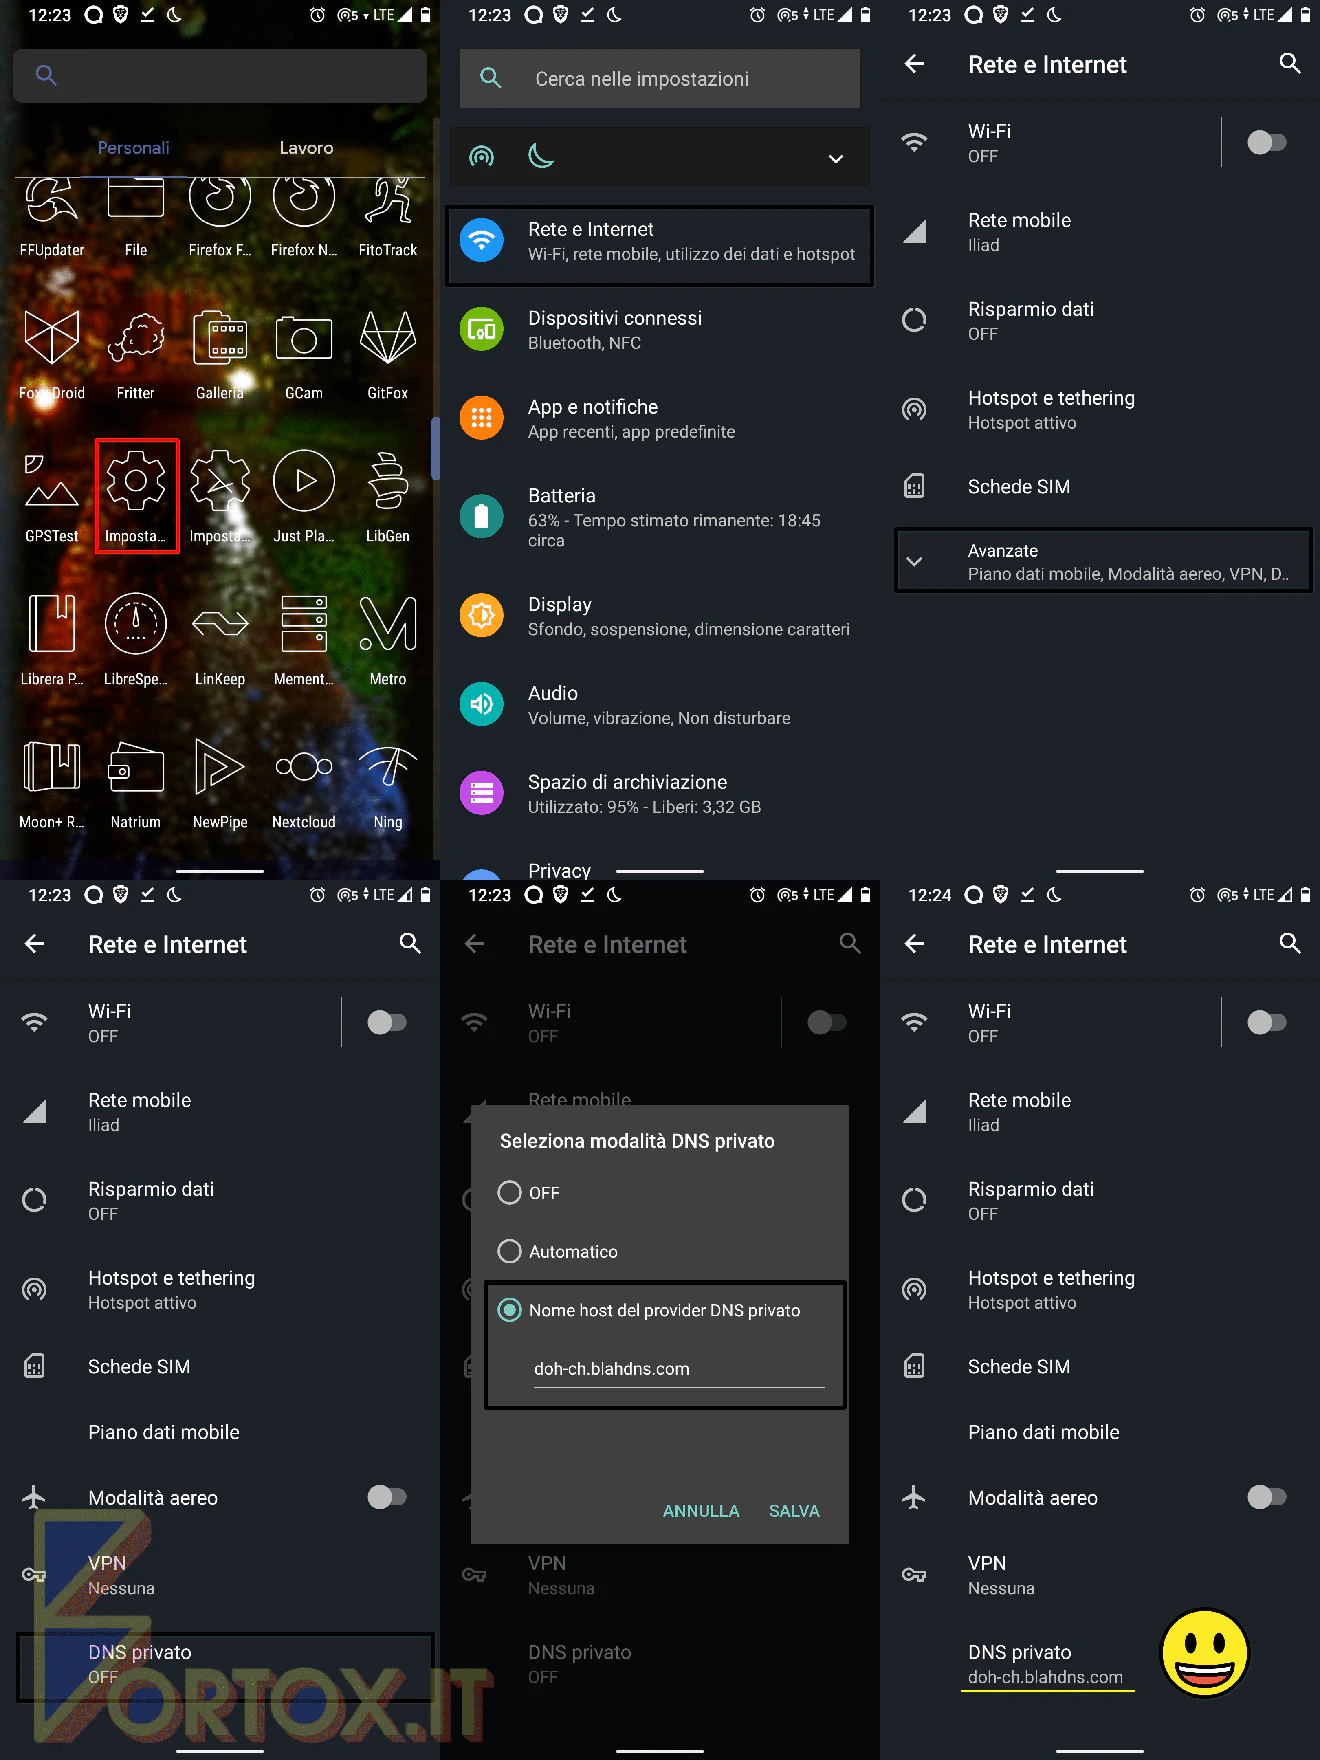 12:23
5 LTE
Personali
Lavoro
FFUpdater
File
Firefox F...
Firefox N...
FitoTrack
Foxy Droid
Fritter
Galleria
GCam
GitFox
GPSTest
Imposta...
Imposta...
Just Pla...
LibGen
Librera P...
LibreSpe...
LinKeep
Mement...
Metro
Moon+ R...
Natrium
NewPipe
Nextcloud
Ning
12:23
5 LTE
Cerca nelle impostazioni
Rete e Internet
Wi-Fi, rete mobile, utilizzo dei dati e hotspot
Dispositivi connessi
Bluetooth, NFC
App e notifiche
App recenti, app predefinite
Batteria
63% - Tempo stimato rimanente: 18:45
circa
Display
Sfondo, sospensione, dimensione caratteri
Audio
Volume, vibrazione, Non disturbare
Spazio di archiviazione
Utilizzato: 95% - Liberi: 3,32 GB
Privacy
12:23
5 LTE
Rete e Internet
Wi-Fi
OFF
Rete mobile
Iliad
Risparmio dati
OFF
Hotspot e tethering
Hotspot attivo
Schede SIM
Avanzate
Piano dati mobile, Modalità aereo, VPN, D..
12:23
5 LTE
Rete e Internet
Wi-Fi
OFF
Rete mobile
Iliad
Risparmio dati
OFF
Hotspot e tethering
Hotspot attivo
Schede SIM
Piano dati mobile
Modalità aereo
VPN
Nessuna
DNS privato
OFF
12:23
5 LTE
Rete e Internet
Wi-Fi
OFF
Rete mobile
Seleziona modalità DNS privato
OFF
Automatico
Nome host del provider DNS privato
doh-ch.blahdns.com
ANNULLA
SALVA
VPN
Nessuna
DNS privato
OFF
12:24
5 LTE
Rete e Internet
Wi-Fi
OFF
Rete mobile
Iliad
Risparmio dati
OFF
Hotspot e tethering
Hotspot attivo
Schede SIM
Piano dati mobile
Modalità aereo
VPN
Nessuna
DNS privato
doh-ch.blahdns.com
ORTOX.IT